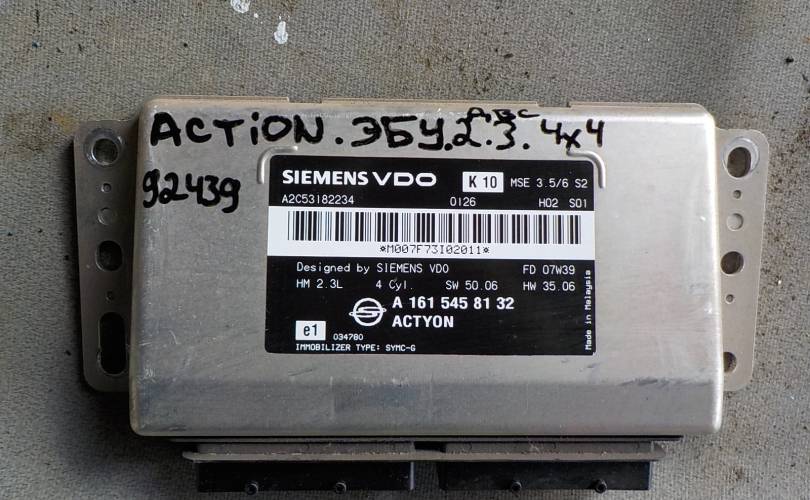 двс
ACTiON. ЭБУ. 2.3. 4x4
92439
SIEMENS VDO K 10 MSE 3.5/6 S2
A2C53182234 0126 H02 S01
*M007F73I02011*
Designed by SIEMENS VDO FD 07W39
HM 2.3L 4 Cyl. SW 50.06 HW 35.06
A 161 545 81 32
ACTYON
e1 034780
IMMOBILIZER TYPE: SYMC-G
Made in Malaysia